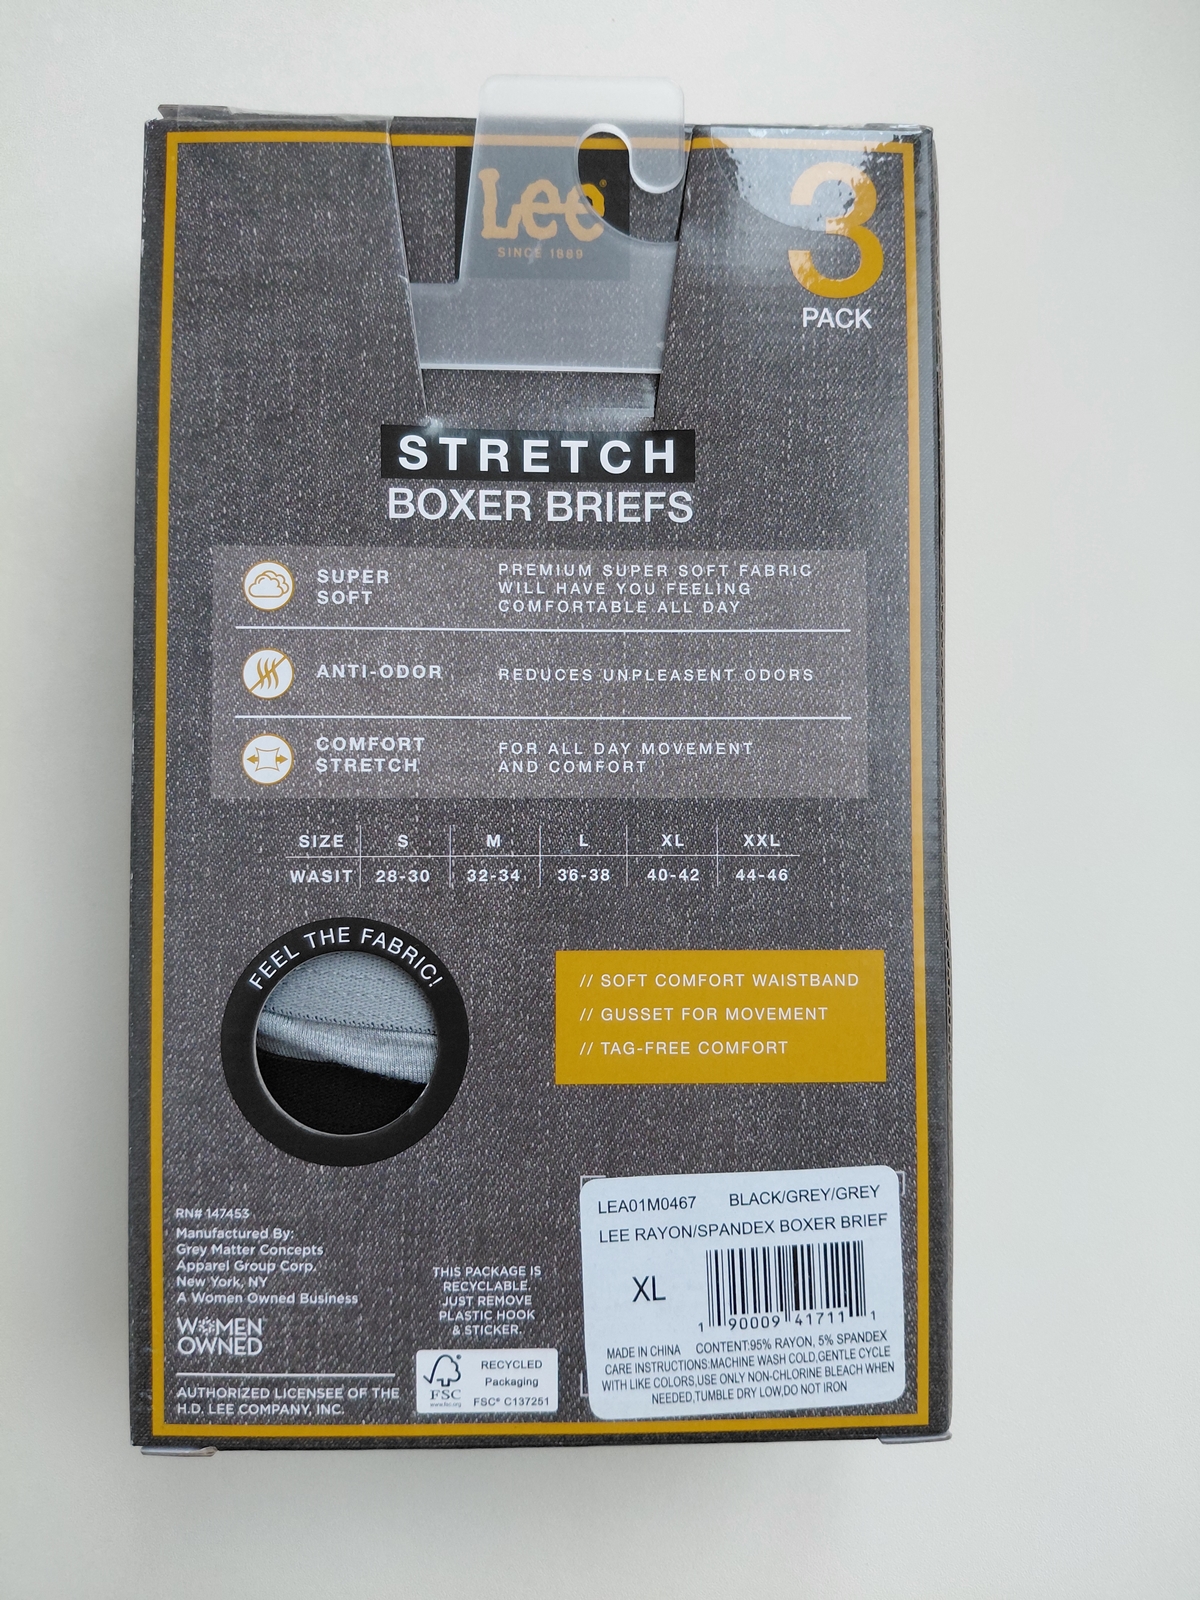 Lee®
SINCE 1889
3
PACK
STRETCH
BOXER BRIEFS
SUPER
SOFT
PREMIUM SUPER SOFT FABRIC
WILL HAVE YOU FEELING
COMFORTABLE ALL DAY
ANTI-ODOR
REDUCES UNPLEASENT ODORS
COMFORT
STRETCH
FOR ALL DAY MOVEMENT
AND COMFORT
SIZE S M L XL XXL
WASIT 28-30 32-34 36-38 40-42 44-46
FEEL THE FABRIC!
// SOFT COMFORT WAISTBAND
// GUSSET FOR MOVEMENT
// TAG-FREE COMFORT
RN# 147453
Manufactured By:
Grey Matter Concepts
Apparel Group Corp.
New York, NY
A Women Owned Business
WOMEN
OWNED
AUTHORIZED LICENSEE OF THE
H.D. LEE COMPANY, INC.
THIS PACKAGE IS
RECYCLABLE.
JUST REMOVE
PLASTIC HOOK
& STICKER.
FSC
www.fsc.org
RECYCLED
Packaging
FSC® C137251
LEA01M0467 BLACK/GREY/GREY
LEE RAYON/SPANDEX BOXER BRIEF
XL
1 90009 41711 1
MADE IN CHINA CONTENT:95% RAYON, 5% SPANDEX
CARE INSTRUCTIONS:MACHINE WASH COLD,GENTLE CYCLE
WITH LIKE COLORS,USE ONLY NON-CHLORINE BLEACH WHEN
NEEDED,TUMBLE DRY LOW,DO NOT IRON